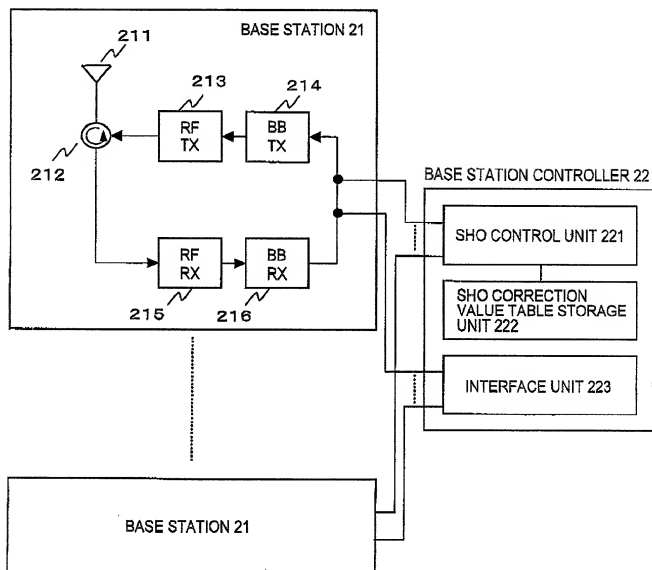 BASE STATION 21
211
213
214
RF
TX
BB
TX
212
BASE STATION CONTROLLER 22
SHO CONTROL UNIT 221
RF
RX
BB
RX
215
216
SHO CORRECTION
VALUE TABLE STORAGE
UNIT 222
INTERFACE UNIT 223
BASE STATION 21